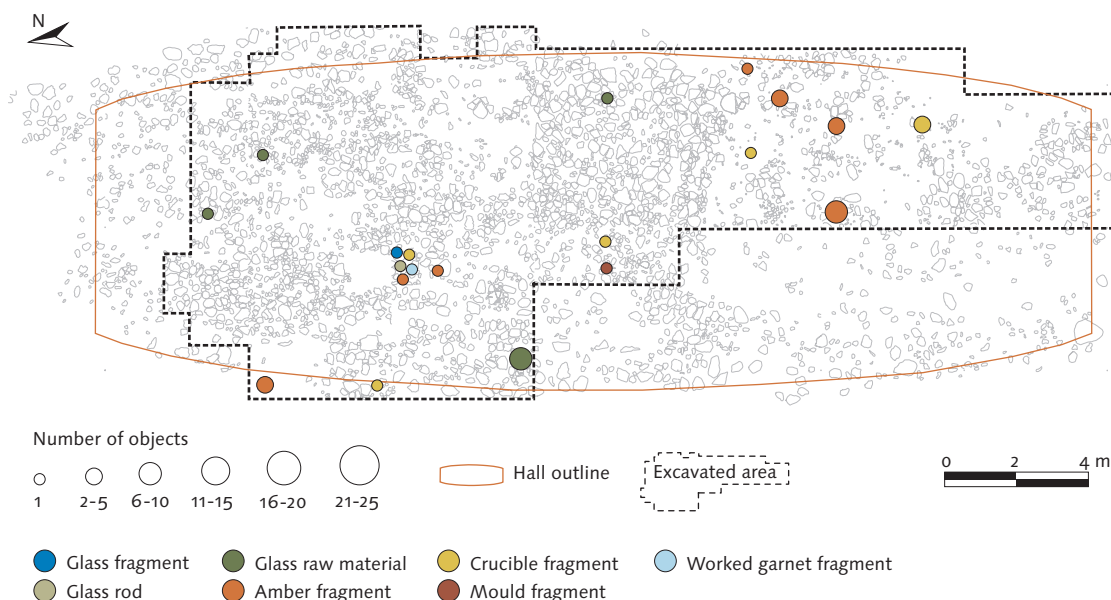 N
Number of objects
1 2-5 6-10 11-15 16-20 21-25
Hall outline
Excavated area
0 2 4 m
Glass fragment Glass raw material Crucible fragment Worked garnet fragment
Glass rod Amber fragment Mould fragment